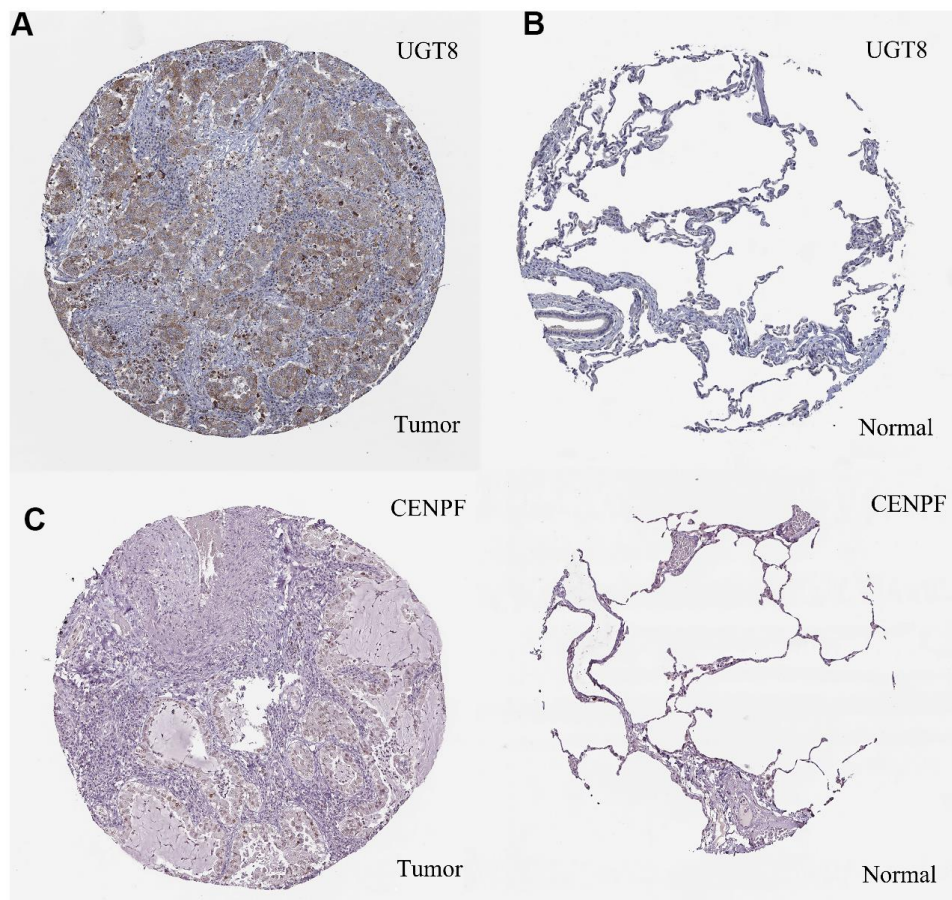 A
UGT8
Tumor
B
UGT8
Normal
C
CENPF
Tumor
CENPF
Normal